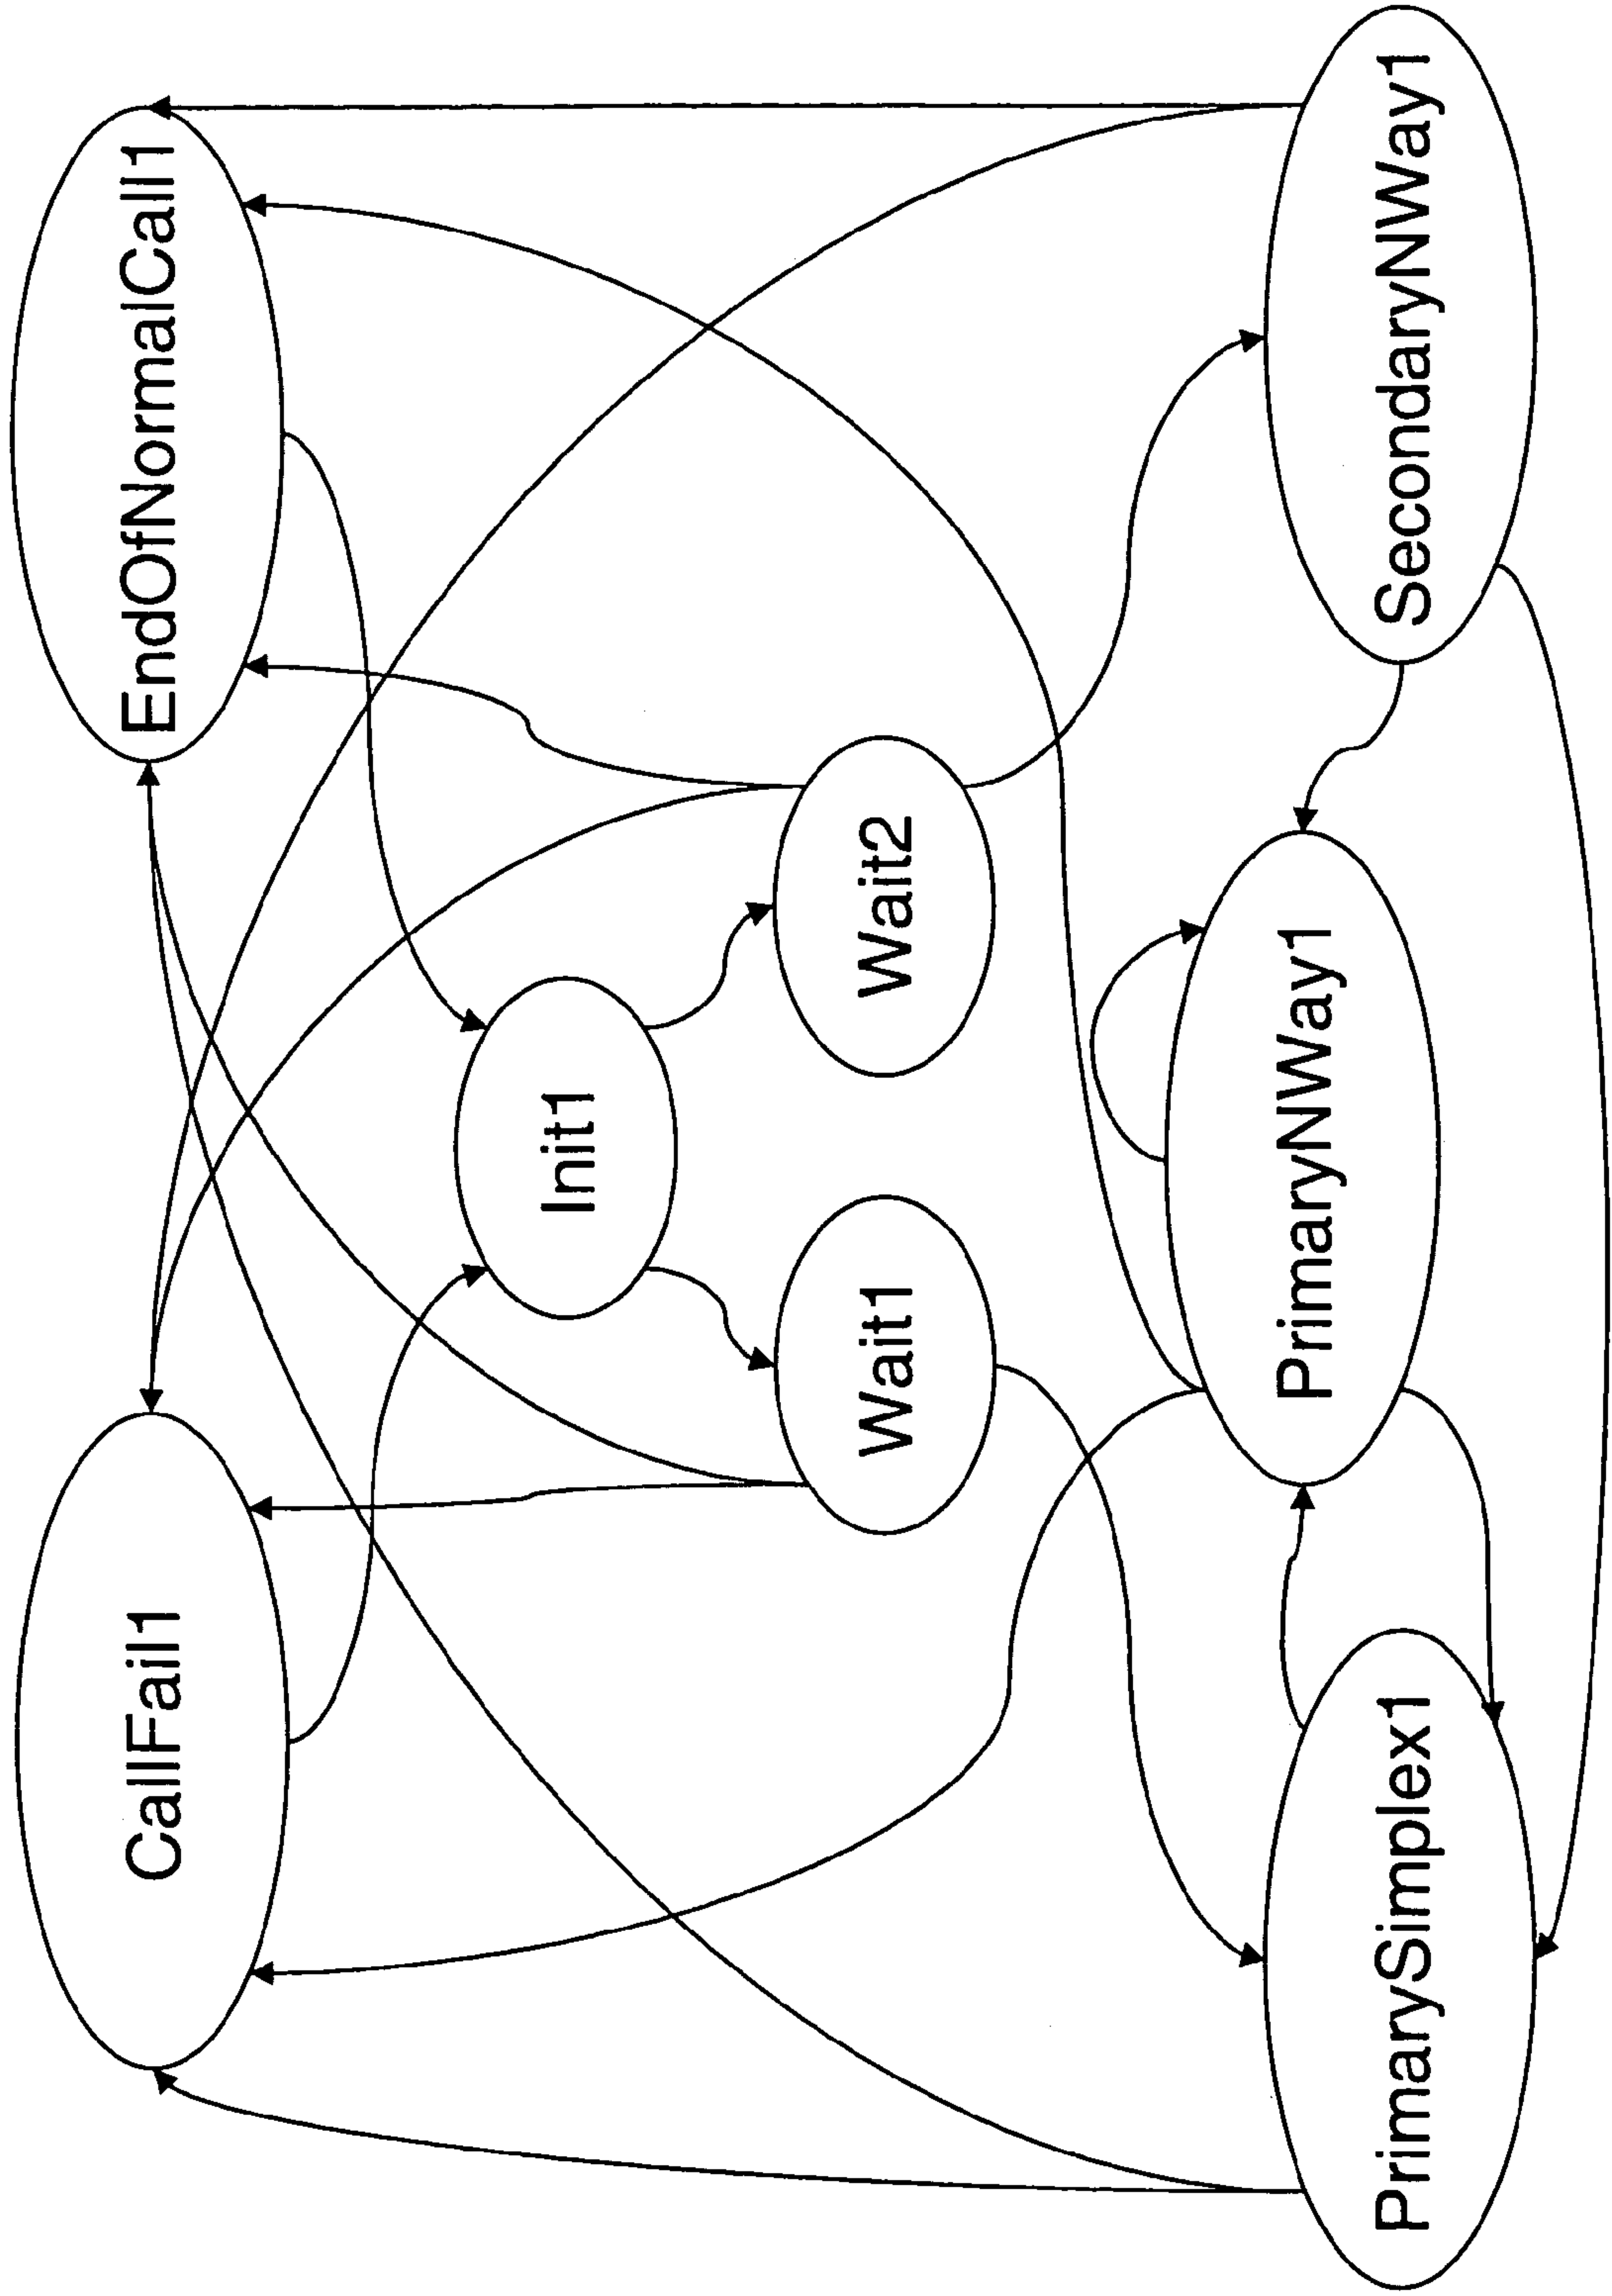 CallFail1
EndOfNormalCall1
Init1
Wait1
Wait2
PrimaryNWay1
PrimarySimplex1
SecondaryNWay1